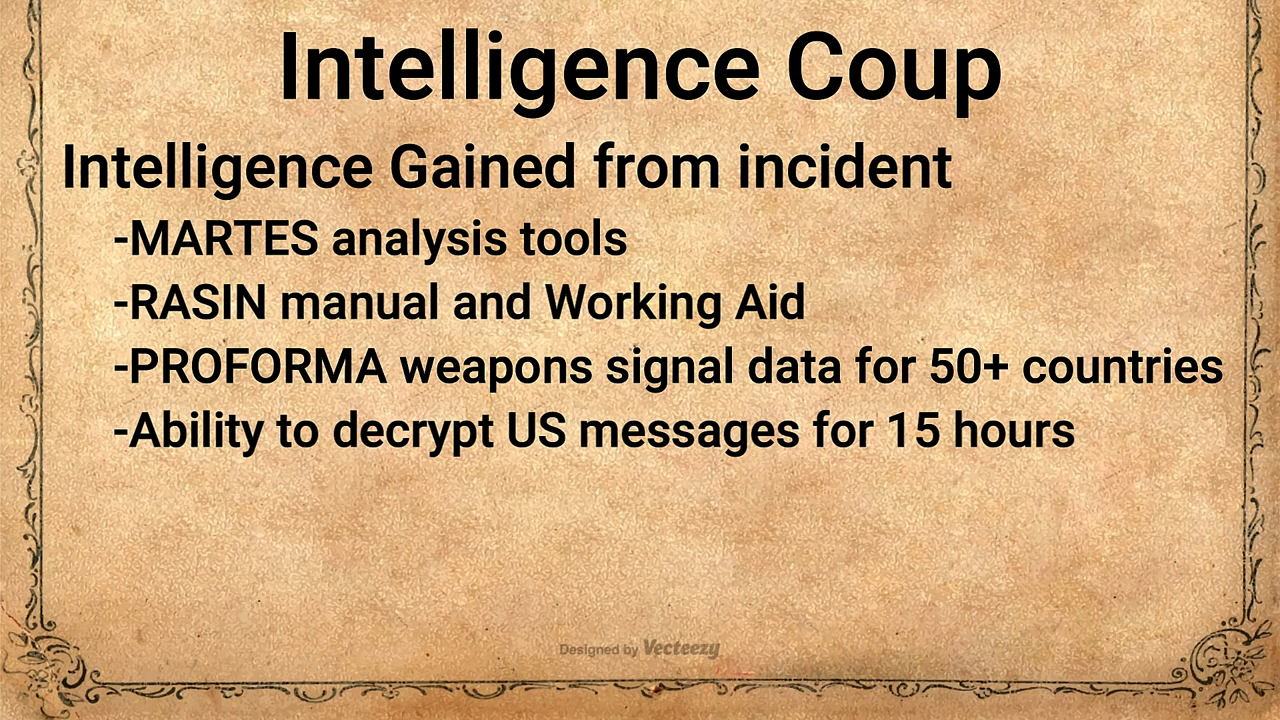 Intelligence Coup
Intelligence Gained from incident
-MARTES analysis tools
-RASIN manual and Working Aid
-PROFORMA weapons signal data for 50+ countries
-Ability to decrypt US messages for 15 hours
Designed by Vecteezy